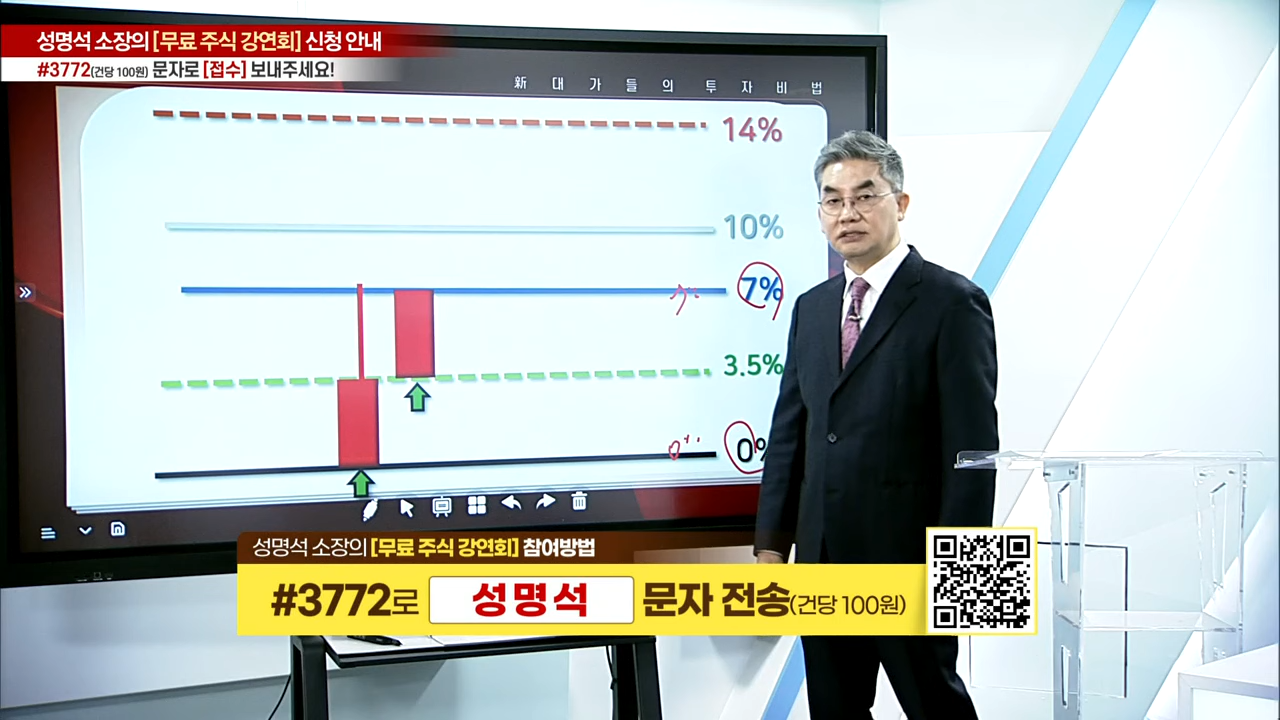 성명석 소장의 [무료 주식 강연회] 신청 안내
#3772(건당 100원) 문자로 [접수] 보내주세요!
新대가들의 투자비법
14%
10%
7%
3.5%
0%
성명석 소장의 [무료 주식 강연회] 참여방법
#3772로 성명석 문자 전송(건당 100원)